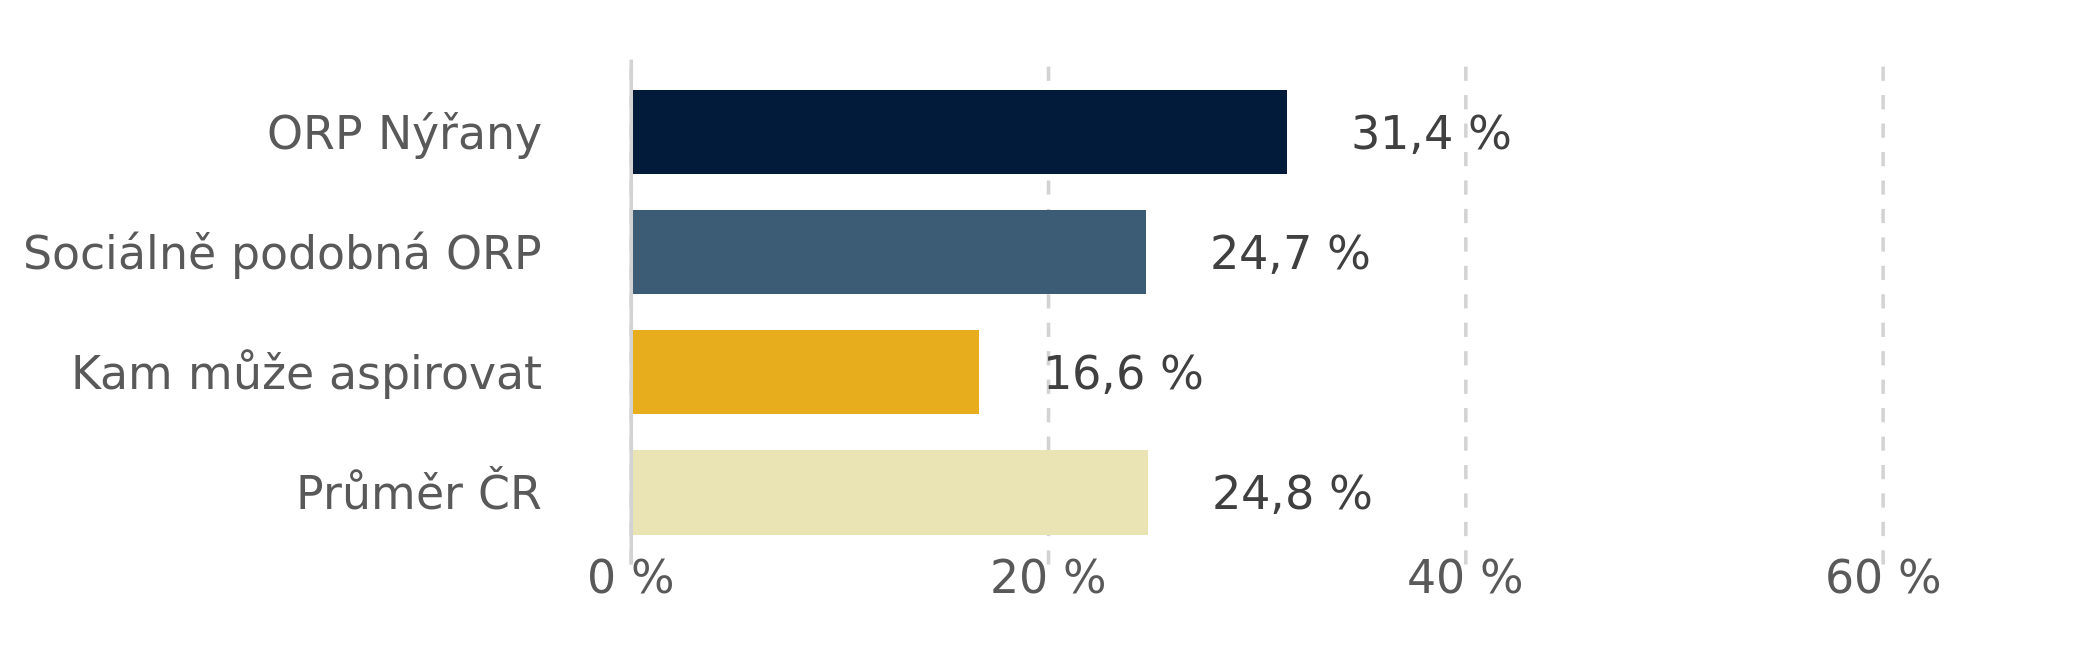 ORP Nýřany
31,4 %
Sociálně podobná ORP
24,7 %
Kam může aspirovat
16,6 %
Průměr ČR
24,8 %
0 %
20 %
40 %
60 %